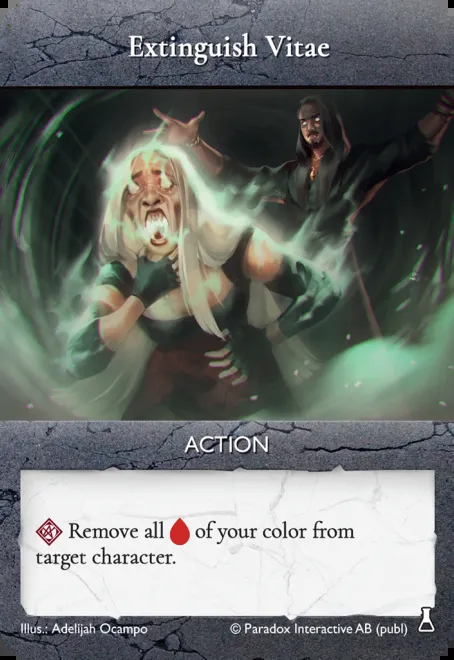 Extinguish Vitae
ACTION
Remove all of your color from
target character.
Illus.: Adelijah Ocampo © Paradox Interactive AB (publ)